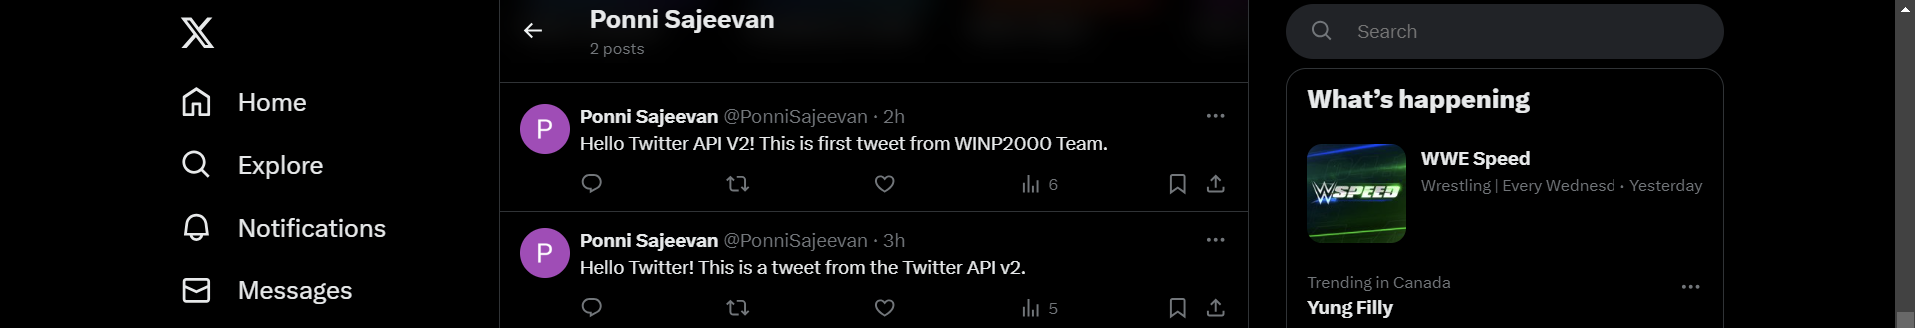 Home
Explore
Notifications
Messages
Ponni Sajeevan
2 posts
P
Ponni Sajeevan @PonniSajeevan · 2h
Hello Twitter API V2! This is first tweet from WINP2000 Team.
6
P
Ponni Sajeevan @PonniSajeevan · 3h
Hello Twitter! This is a tweet from the Twitter API v2.
5
Search
What's happening
W SPEED
WWE Speed
Wrestling | Every Wednesd · Yesterday
Trending in Canada
Yung Filly